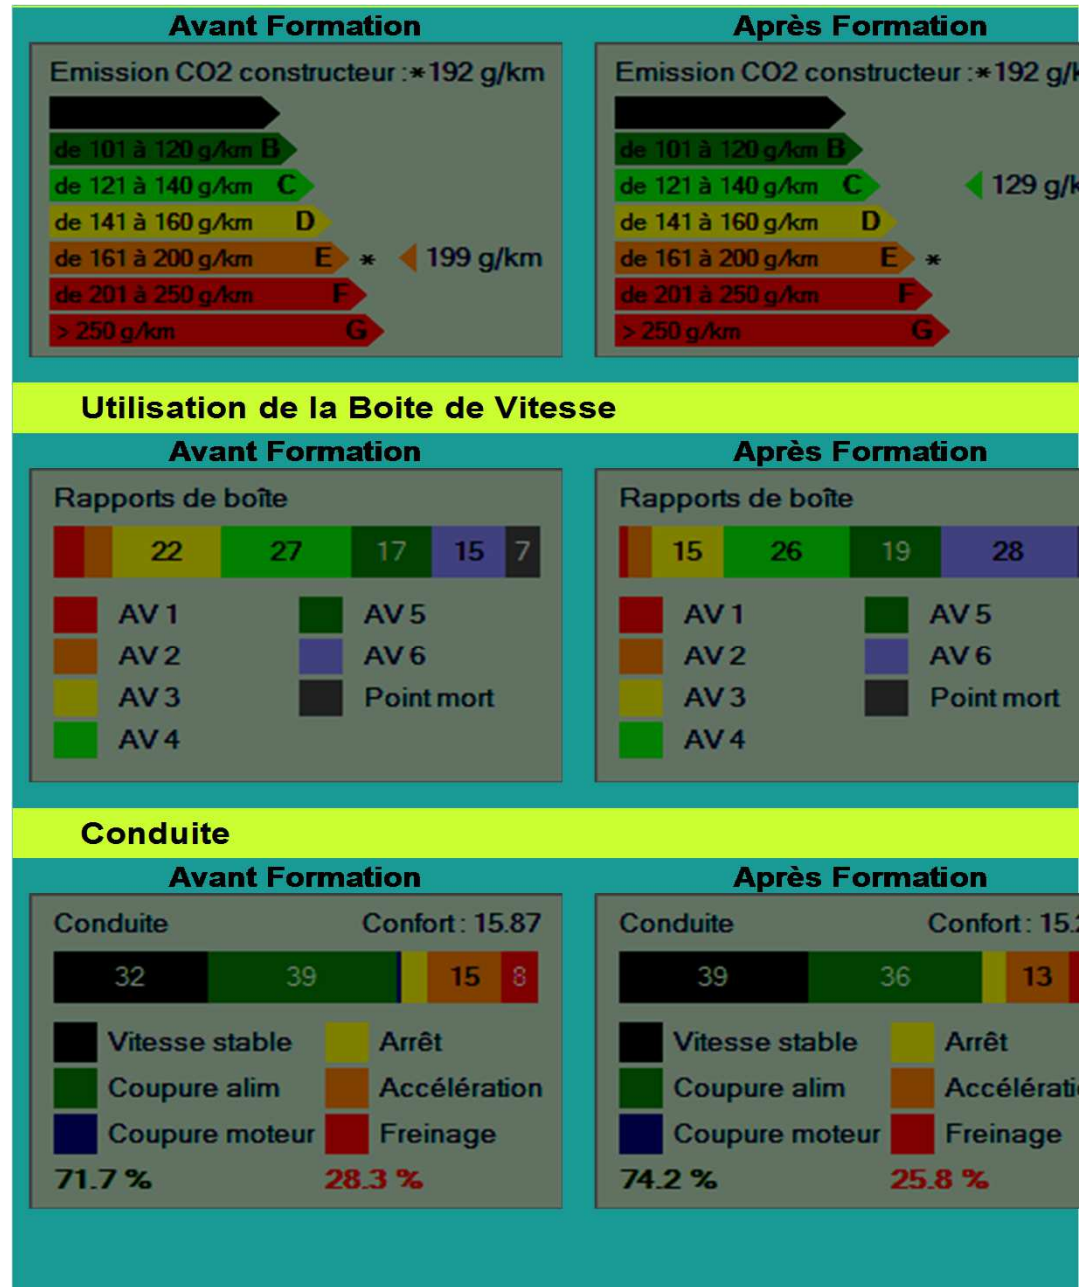 Avant Formation
Après Formation
Emission CO2 constructeur :*192 g/km
de 101 à 120 g/km B
de 121 à 140 g/km C
de 141 à 160 g/km D
de 161 à 200 g/km E * 199 g/km
de 201 à 250 g/km F
> 250 g/km G
Emission CO2 constructeur :*192 g/k
de 101 à 120 g/km B
de 121 à 140 g/km C 129 g/k
de 141 à 160 g/km D
de 161 à 200 g/km E *
de 201 à 250 g/km F
> 250 g/km G
Utilisation de la Boite de Vitesse
Avant Formation
Après Formation
Rapports de boîte
22 27 17 15 7
AV 1 AV 5
AV 2 AV 6
AV 3 Point mort
AV 4
Rapports de boîte
15 26 19 28
AV 1 AV 5
AV 2 AV 6
AV 3 Point mort
AV 4
Conduite
Avant Formation
Après Formation
Conduite Confort : 15.87
32 39 15 8
Vitesse stable Arrêt
Coupure alim Accélération
Coupure moteur Freinage
71.7 % 28.3 %
Conduite Confort : 15.
39 36 13
Vitesse stable Arrêt
Coupure alim Accélérati
Coupure moteur Freinage
74.2 % 25.8 %